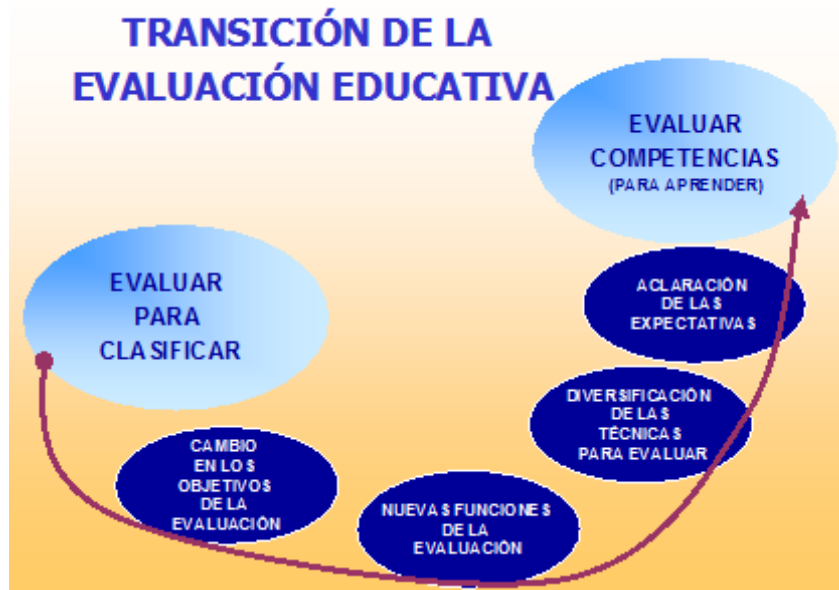 TRANSICIÓN DE LA
EVALUACIÓN EDUCATIVA
EVALUAR
PARA
CLASIFICAR
CAMBIO
EN LOS
OBJETIVOS
DE LA
EVALUACIÓN
NUEVAS FUNCIONES
DE LA
EVALUACIÓN
DIVERSIFICACIÓN
DE LAS
TÉCNICAS
PARA EVALUAR
ACLARACIÓN
DE LAS
EXPECTATIVAS
EVALUAR
COMPETENCIAS
(PARA APRENDER)